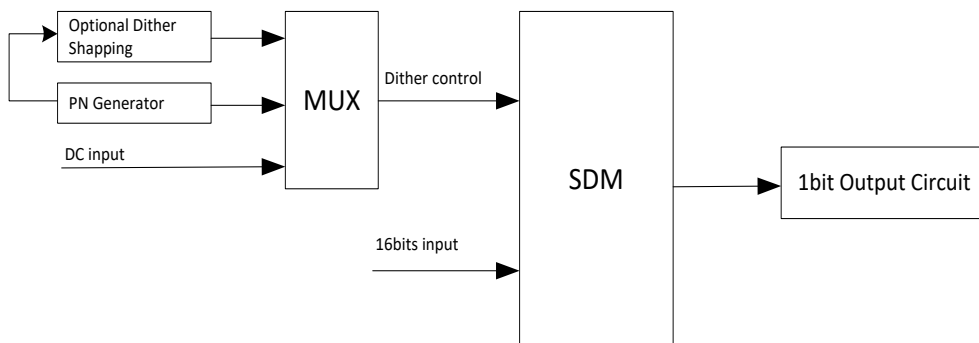 Optional Dither
Shapping
PN Generator
DC input
MUX
Dither control
16bits input
SDM
1bit Output Circuit